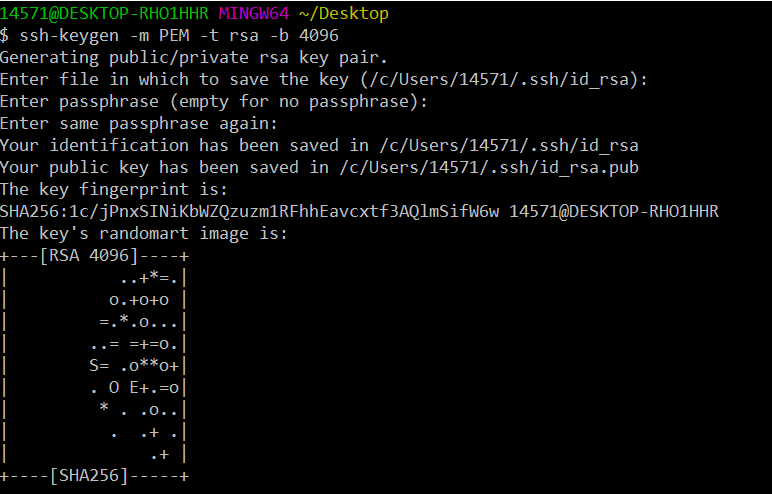 14571@DESKTOP-RHO1HHR MINGW64 ~/Desktop
$ ssh-keygen -m PEM -t rsa -b 4096
Generating public/private rsa key pair.
Enter file in which to save the key (/c/Users/14571/.ssh/id_rsa):
Enter passphrase (empty for no passphrase):
Enter same passphrase again:
Your identification has been saved in /c/Users/14571/.ssh/id_rsa
Your public key has been saved in /c/Users/14571/.ssh/id_rsa.pub
The key fingerprint is:
SHA256:1c/jPnxSINiKbWZQzuzm1RFhhEavcxtf3AQlmSifW6w 14571@DESKTOP-RHO1HHR
The key's randomart image is:
+---[RSA 4096]----+
|          ..+*=.|
|         o.+o+o |
|        =.*.o...|
|       ..= =+=o.|
|       S= .o**o+|
|       . O E+.=o|
|        * . .o..|
|         .  .+ .|
|            .+ |
+----[SHA256]-----+